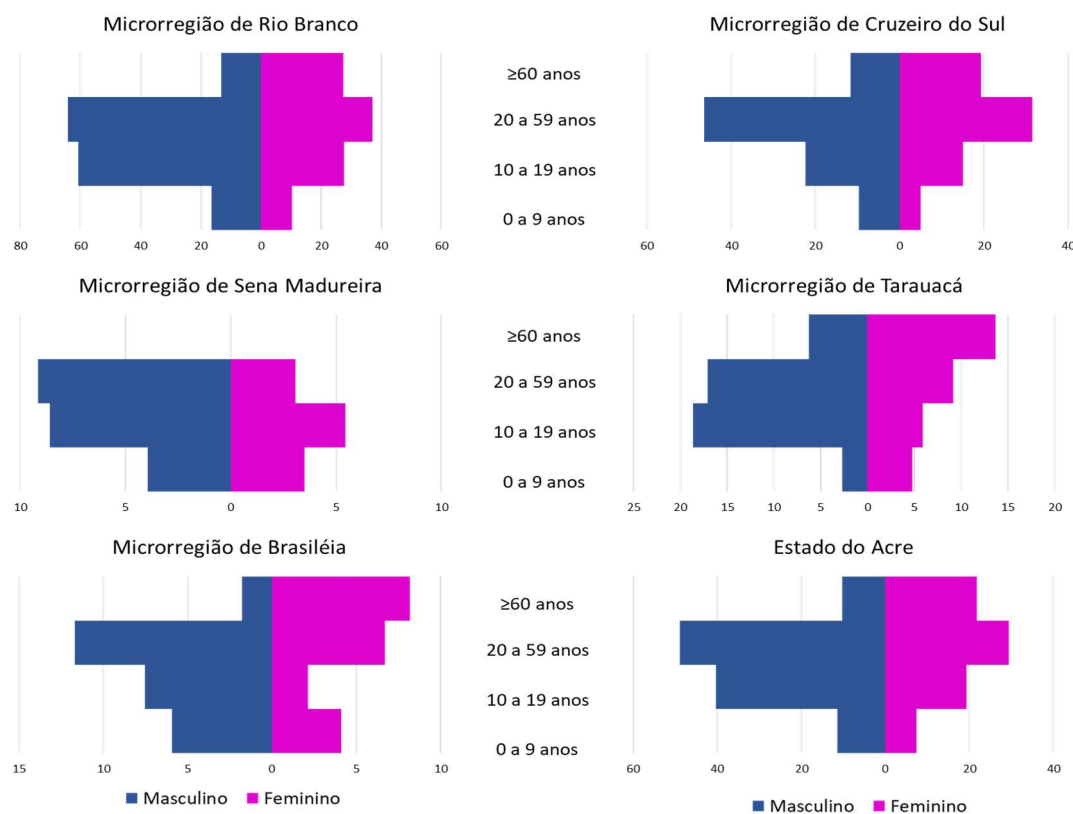 Microrregião de Rio Branco
Microrregião de Cruzeiro do Sul
≥60 anos
20 a 59 anos
10 a 19 anos
0 a 9 anos
80 60 40 20 0 20 40 60
60 40 20 0 20 40
Microrregião de Sena Madureira
Microrregião de Tarauacá
≥60 anos
20 a 59 anos
10 a 19 anos
0 a 9 anos
10 5 0 5 10
25 20 15 10 5 0 5 10 15 20
Microrregião de Brasiléia
Estado do Acre
≥60 anos
20 a 59 anos
10 a 19 anos
0 a 9 anos
15 10 5 0 5 10
60 40 20 0 20 40
Masculino Feminino
Masculino Feminino